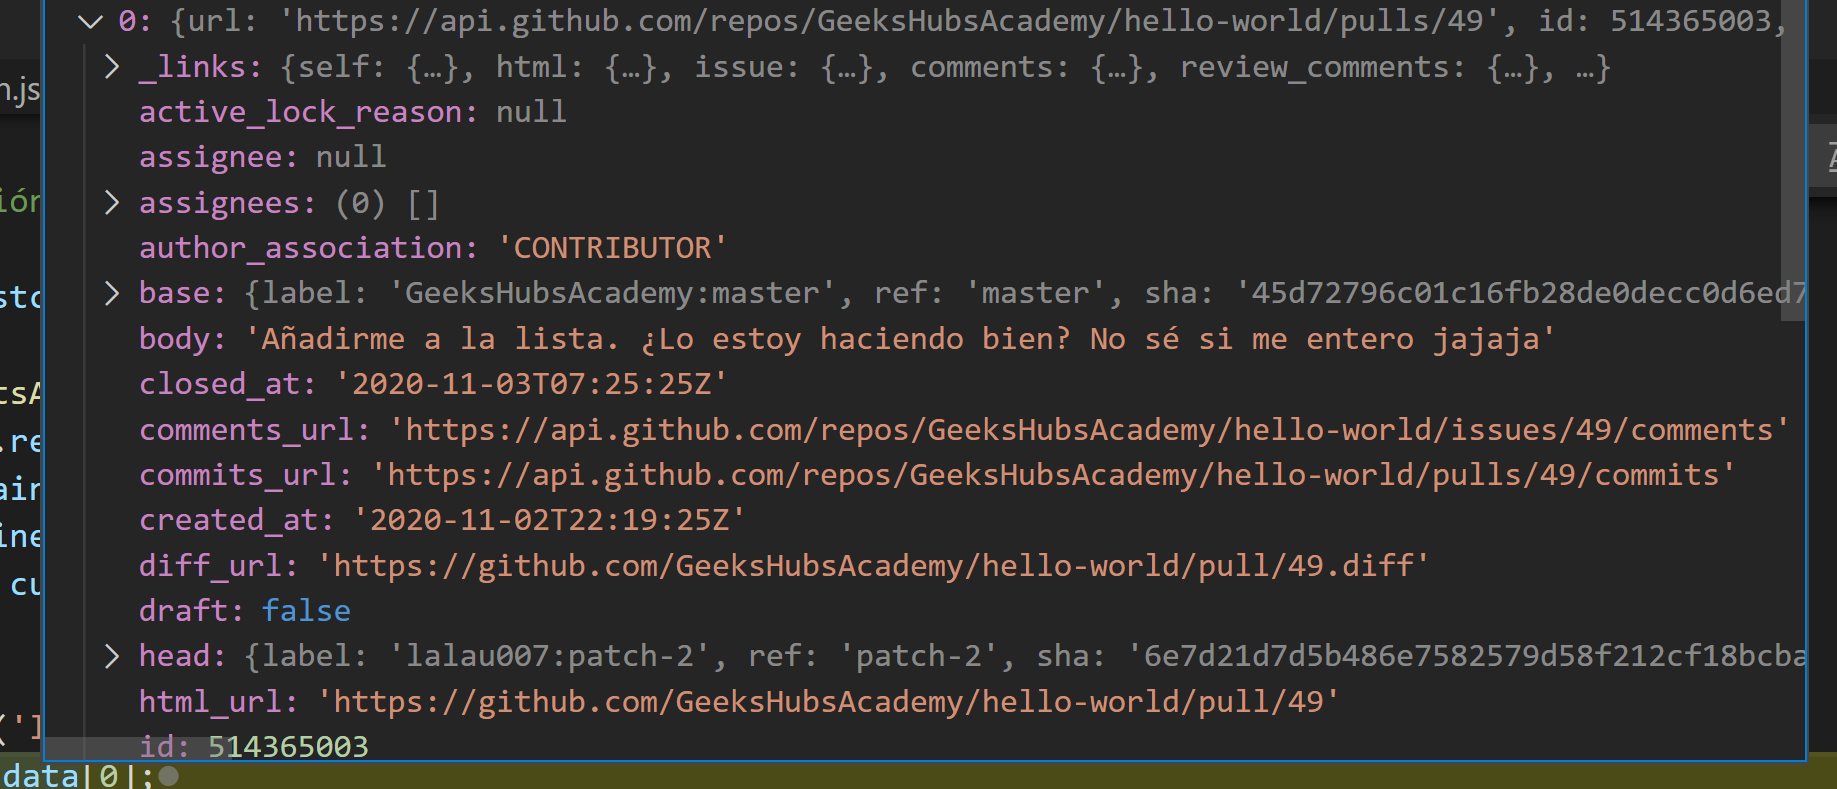 0: {url: 'https://api.github.com/repos/GeeksHubsAcademy/hello-world/pulls/49', id: 514365003,
_links: {self: {…}, html: {…}, issue: {…}, comments: {…}, review_comments: {…}, …}
n.js
active_lock_reason: null
assignee: null
ión
assignees: (0) []
author_association: 'CONTRIBUTOR'
base: {label: 'GeeksHubsAcademy:master', ref: 'master', sha: '45d72796c01c16fb28de0decc0d6ed7
body: 'Añadirme a la lista. ¿Lo estoy haciendo bien? No sé si me entero jajaja'
closed_at: '2020-11-03T07:25:25Z'
tsA
comments_url: 'https://api.github.com/repos/GeeksHubsAcademy/hello-world/issues/49/comments'
.re
commits_url: 'https://api.github.com/repos/GeeksHubsAcademy/hello-world/pulls/49/commits'
created_at: '2020-11-02T22:19:25Z'
ine
diff_url: 'https://github.com/GeeksHubsAcademy/hello-world/pull/49.diff'
cu
draft: false
head: {label: 'lalau007:patch-2', ref: 'patch-2', sha: '6e7d21d7d5b486e7582579d58f212cf18bcba
html_url: 'https://github.com/GeeksHubsAcademy/hello-world/pull/49'
id: 514365003
data[0];